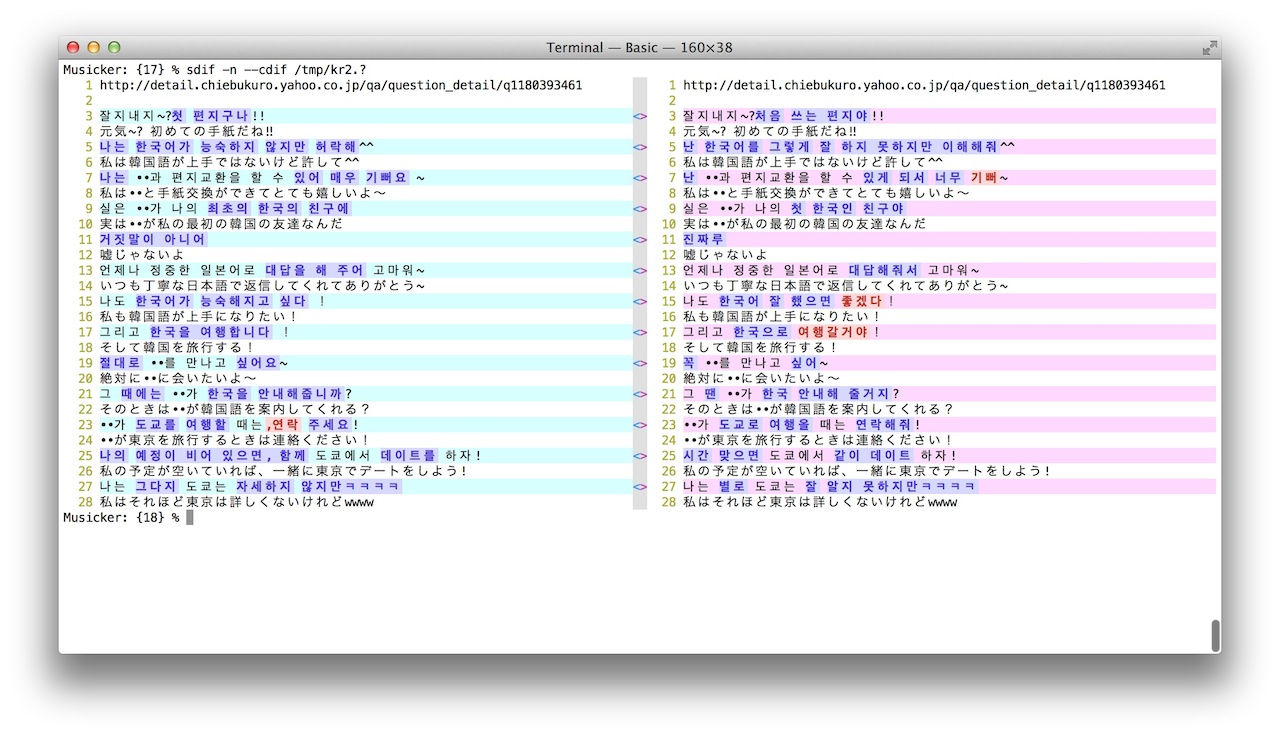 Terminal — Basic — 160×38
Musicker: {17} % sdif -n --cdif /tmp/kr2.?
1 http://detail.chiebukuro.yahoo.co.jp/qa/question_detail/q1180393461 1 http://detail.chiebukuro.yahoo.co.jp/qa/question_detail/q1180393461
2 2
3 잘지내지~?첫 편지구나!! <> 3 잘지내지~?처음 쓰는 편지야!!
4 元気~? 初めての手紙だね!! 4 元気~? 初めての手紙だね!!
5 나는 한국어가 능숙하지 않지만 허락해^^ <> 5 난 한국어를 그렇게 잘 하지 못하지만 이해해줘^^
6 私は韓国語が上手ではないけど許して^^ 6 私は韓国語が上手ではないけど許して^^
7 나는 ••과 편지교환을 할 수 있어 매우 기뻐요 ~ <> 7 난 ••과 편지교환을 할 수 있게 되서 너무 기뻐~
8 私は••と手紙交換ができてとても嬉しいよ〜 8 私は••と手紙交換ができてとても嬉しいよ〜
9 실은 ••가 나의 최초의 한국의 친구에 <> 9 실은 ••가 나의 첫 한국인 친구야
10 実は••が私の最初の韓国の友達なんだ 10 実は••が私の最初の韓国の友達なんだ
11 거짓말이 아니어 <> 11 진짜루
12 嘘じゃないよ 12 嘘じゃないよ
13 언제나 정중한 일본어로 대답을 해 주어 고마워~ <> 13 언제나 정중한 일본어로 대답해줘서 고마워~
14 いつも丁寧な日本語で返信してくれてありがとう~ 14 いつも丁寧な日本語で返信してくれてありがとう~
15 나도 한국어가 능숙해지고 싶다 ! <> 15 나도 한국어 잘 했으면 좋겠다!
16 私も韓国語が上手になりたい！ 16 私も韓国語が上手になりたい！
17 그리고 한국을 여행합니다 ! <> 17 그리고 한국으로 여행갈거야!
18 そして韓国を旅行する！ 18 そして韓国を旅行する！
19 절대로 ••를 만나고 싶어요~ <> 19 꼭 ••를 만나고 싶어~
20 絶対に••に会いたいよ〜 20 絶対に••に会いたいよ〜
21 그 때에는 ••가 한국을 안내해줍니까? <> 21 그 땐 ••가 한국 안내해 줄거지?
22 そのときは••が韓国語を案内してくれる？ 22 そのときは••が韓国語を案内してくれる？
23 ••가 도쿄를 여행할 때는,연락 주세요! <> 23 ••가 도쿄로 여행올 때는 연락해줘!
24 ••が東京を旅行するときは連絡ください！ 24 ••が東京を旅行するときは連絡ください！
25 나의 예정이 비어 있으면, 함께 도쿄에서 데이트를 하자! <> 25 시간 맞으면 도쿄에서 같이 데이트 하자!
26 私の予定が空いていれば、一緒に東京でデートをしよう! 26 私の予定が空いていれば、一緒に東京でデートをしよう!
27 나는 그다지 도쿄는 자세하지 않지만ㅋㅋㅋㅋ <> 27 나는 별로 도쿄는 잘 알지 못하지만ㅋㅋㅋㅋ
28 私はそれほど東京は詳しくないけれどwwww 28 私はそれほど東京は詳しくないけれどwwww
Musicker: {18} %